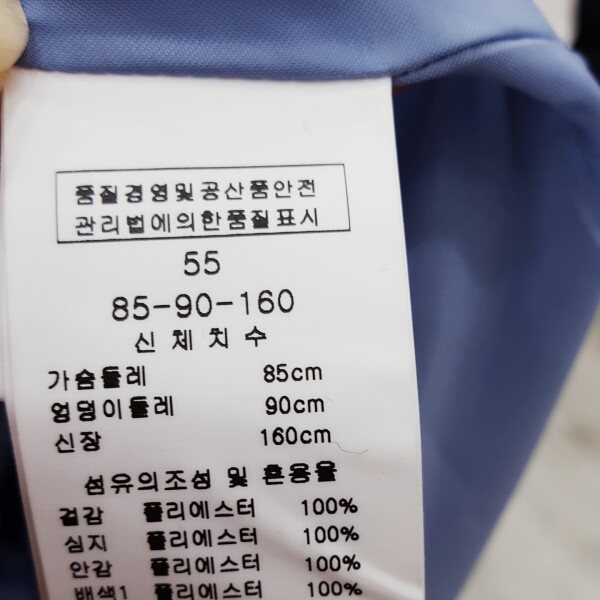 품질경영및공산품안전
관리법에의한품질표시
55
85-90-160
신체치수
가슴둘레 85cm
엉덩이둘레 90cm
신장 160cm
섬유의조성 및 혼용율
겉감 폴리에스터 100%
심지 폴리에스터 100%
안감 폴리에스터 100%
배색1 폴리에스터 100%